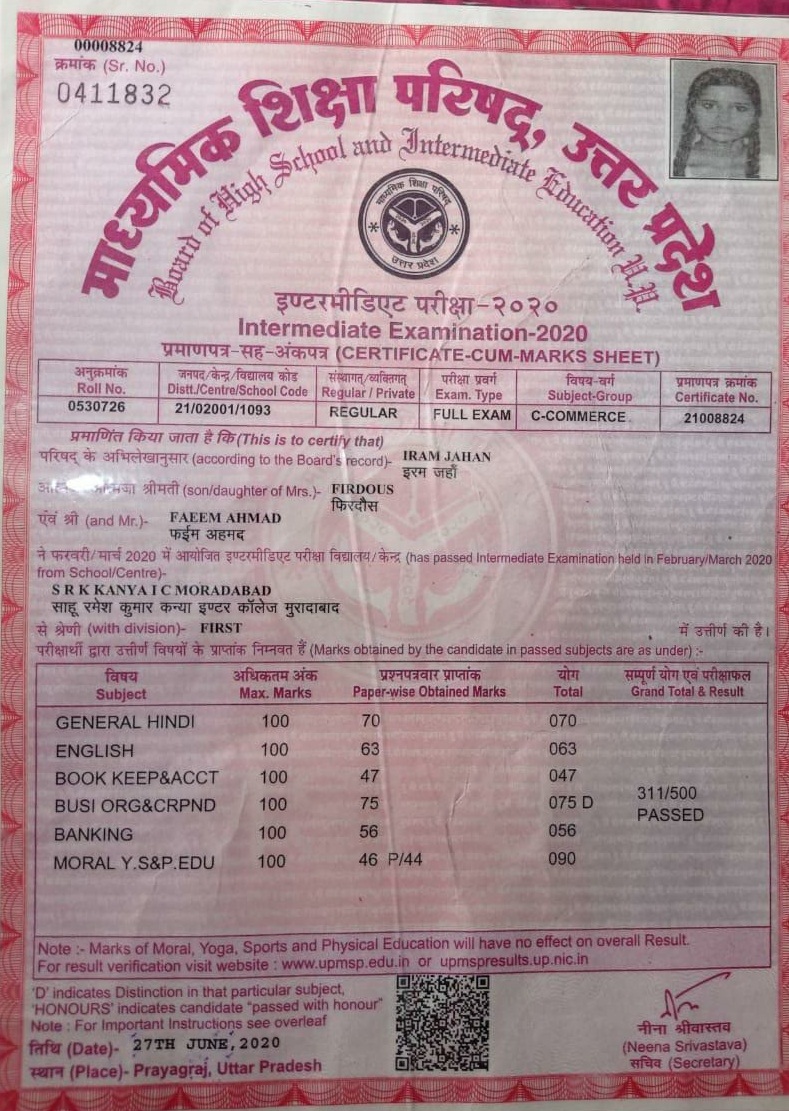 00008824
क्रमांक (Sr. No.)
0411832
माध्यमिक शिक्षा परिषद्, उत्तर प्रदेश
Board of High School and Intermediate Education U.P.
माध्यमिक शिक्षा परिषद्
उत्तर प्रदेश
इण्टरमीडिएट परीक्षा-२०२०
Intermediate Examination-2020
प्रमाणपत्र-सह-अंकपत्र (CERTIFICATE-CUM-MARKS SHEET)
अनुक्रमांक जनपद/केन्द्र/विद्यालय कोड संस्थागत/व्यक्तिगत परीक्षा प्रवर्ग विषय-वर्ग प्रमाणपत्र क्रमांक
Roll No. Distt./Centre/School Code Regular / Private Exam. Type Subject-Group Certificate No.
0530726 21/02001/1093 REGULAR FULL EXAM C-COMMERCE 21008824
प्रमाणित किया जाता है कि (This is to certify that)
परिषद् के अभिलेखानुसार (according to the Board's record)- IRAM JAHAN
इरम जहाँ
श्रीमती (son/daughter of Mrs.)- FIRDOUS
फिरदौस
एंव श्री (and Mr.)- FAEEM AHMAD
फईम अहमद
ने फरवरी/मार्च 2020 में आयोजित इण्टरमीडिएट परीक्षा विद्यालय/केन्द्र (has passed Intermediate Examination held in February/March 2020
from School/Centre)-
S R K KANYA I C MORADABAD
साहू रमेश कुमार कन्या इण्टर कॉलेज मुरादाबाद
से श्रेणी (with division)- FIRST में उत्तीर्ण की है।
परीक्षार्थी द्वारा उत्तीर्ण विषयों के प्राप्तांक निम्नवत हैं (Marks obtained by the candidate in passed subjects are as under) :-
विषय अधिकतम अंक प्रश्नपत्रवार प्राप्तांक योग सम्पूर्ण योग एवं परीक्षाफल
Subject Max. Marks Paper-wise Obtained Marks Total Grand Total & Result
GENERAL HINDI 100 70 070
ENGLISH 100 63 063
BOOK KEEP&ACCT 100 47 047
311/500
BUSI ORG&CRPND 100 75 075 D
PASSED
BANKING 100 56 056
MORAL Y.S&P.EDU 100 46 P/44 090
Note :- Marks of Moral, Yoga, Sports and Physical Education will have no effect on overall Result.
For result verification visit website : www.upmsp.edu.in or upmspresults.up.nic.in
'D' indicates Distinction in that particular subject,
'HONOURS' indicates candidate "passed with honour"
Note : For Important Instructions see overleaf
तिथि (Date)- 27TH JUNE, 2020
स्थान (Place)- Prayagraj, Uttar Pradesh
नीना श्रीवास्तव
(Neena Srivastava)
सचिव (Secretary)